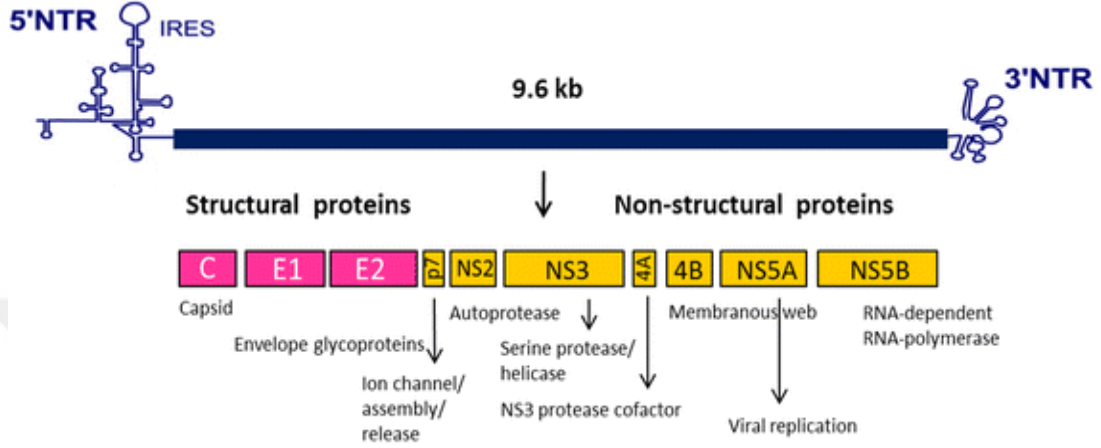 5'NTR
IRES
9.6 kb
3'NTR
Structural proteins
Non-structural proteins
C
E1
E2
p7
NS2
NS3
4A
4B
NS5A
NS5B
Capsid
Envelope glycoproteins
Ion channel/
assembly/
release
Autoprotease
Serine protease/
helicase
NS3 protease cofactor
Membranous web
Viral replication
RNA-dependent
RNA-polymerase